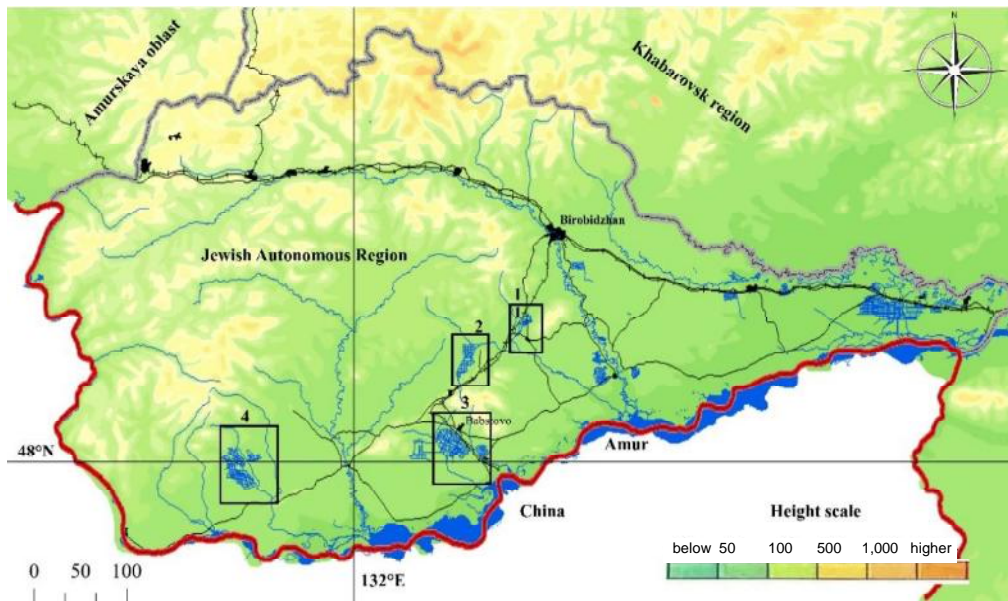 N
Amurskaya oblast
Khabarovsk region
Birobidzhan
Jewish Autonomous Region
1
2
3
Babstovo
4
48°N
Amur
China
Height scale
below 50 100 500 1,000 higher
0 50 100
132°E